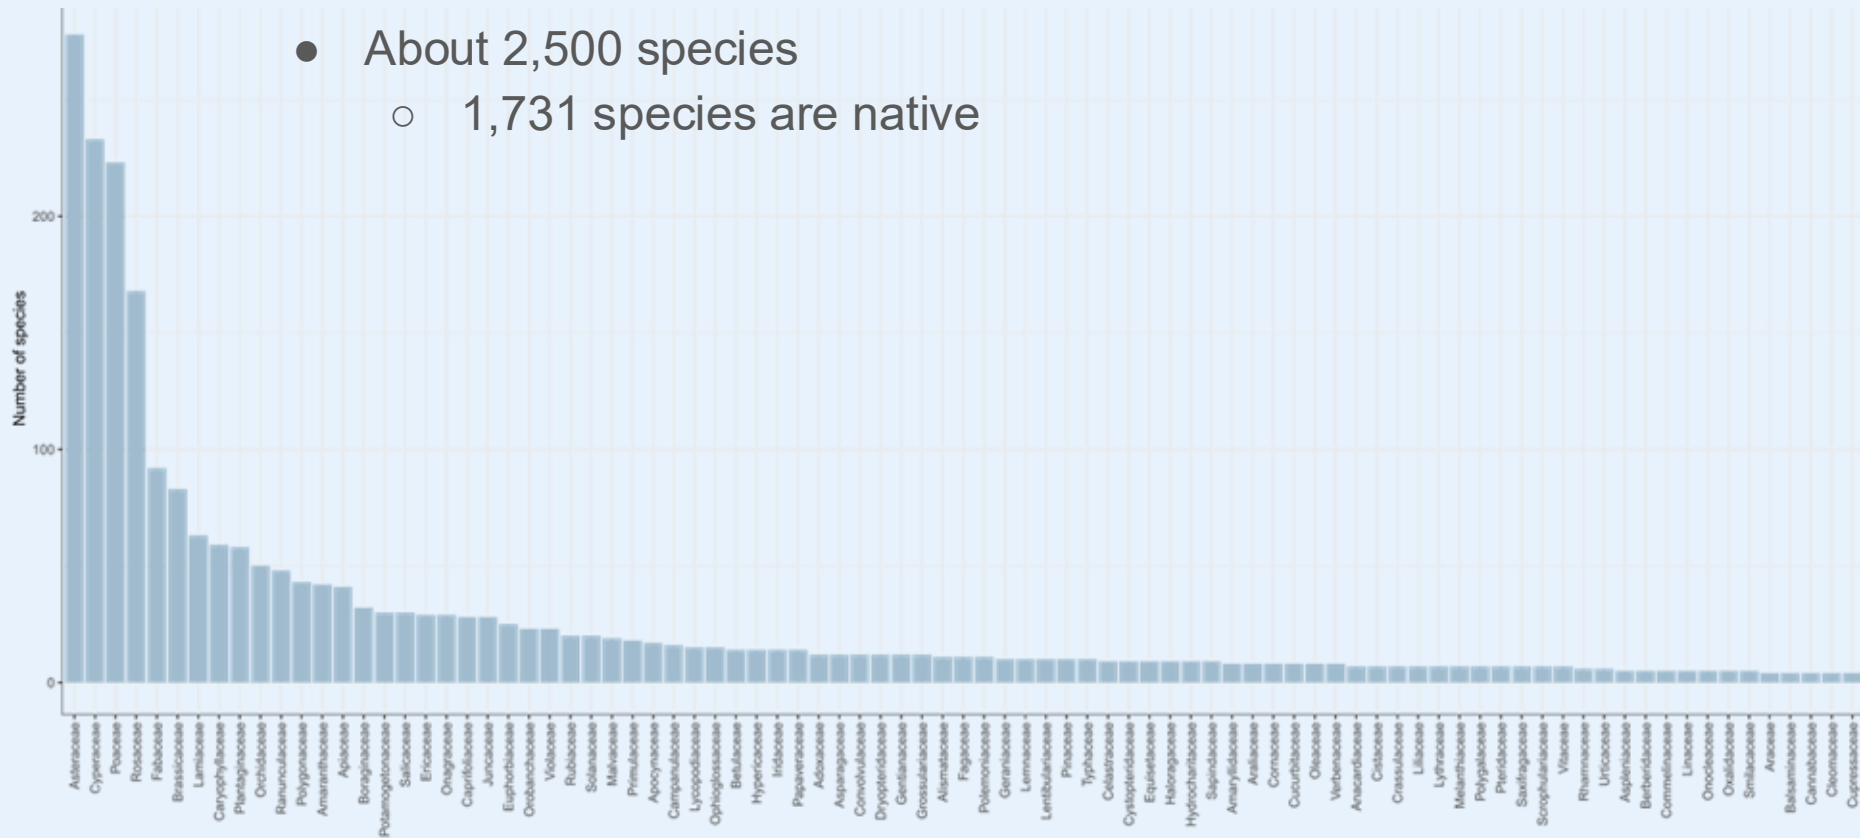 ● About 2,500 species
○ 1,731 species are native
200
100
0
Number of species
Asteraceae
Cyperaceae
Poaceae
Rosaceae
Fabaceae
Brassicaceae
Lamiaceae
Caryophyllaceae
Plantaginaceae
Orchidaceae
Ranunculaceae
Polygonaceae
Amaranthaceae
Apiaceae
Boraginaceae
Potamogetonaceae
Salicaceae
Ericaceae
Onagraceae
Caprifoliaceae
Juncaceae
Euphorbiaceae
Orobanchaceae
Violaceae
Rubiaceae
Solanaceae
Malvaceae
Primulaceae
Apocynaceae
Campanulaceae
Lycopodiaceae
Ophioglossaceae
Betulaceae
Hypericaceae
Iridaceae
Papaveraceae
Adoxaceae
Asparagaceae
Convolvulaceae
Dryopteridaceae
Gentianaceae
Grossulariaceae
Alismataceae
Fagaceae
Polemoniaceae
Geraniaceae
Lemnaceae
Lentibulariaceae
Pinaceae
Typhaceae
Celastraceae
Cystopteridaceae
Equisetaceae
Haloragaceae
Hydrocharitaceae
Sapindaceae
Amaryllidaceae
Araliaceae
Cornaceae
Cucurbitaceae
Oleaceae
Verbenaceae
Anacardiaceae
Cistaceae
Crassulaceae
Liliaceae
Lythraceae
Melanthiaceae
Polygalaceae
Pteridaceae
Saxifragaceae
Scrophulariaceae
Vitaceae
Rhamnaceae
Urticaceae
Aspleniaceae
Berberidaceae
Commelinaceae
Linaceae
Onocleaceae
Oxalidaceae
Smilacaceae
Araceae
Balsaminaceae
Cannabaceae
Cleomaceae
Cupressaceae